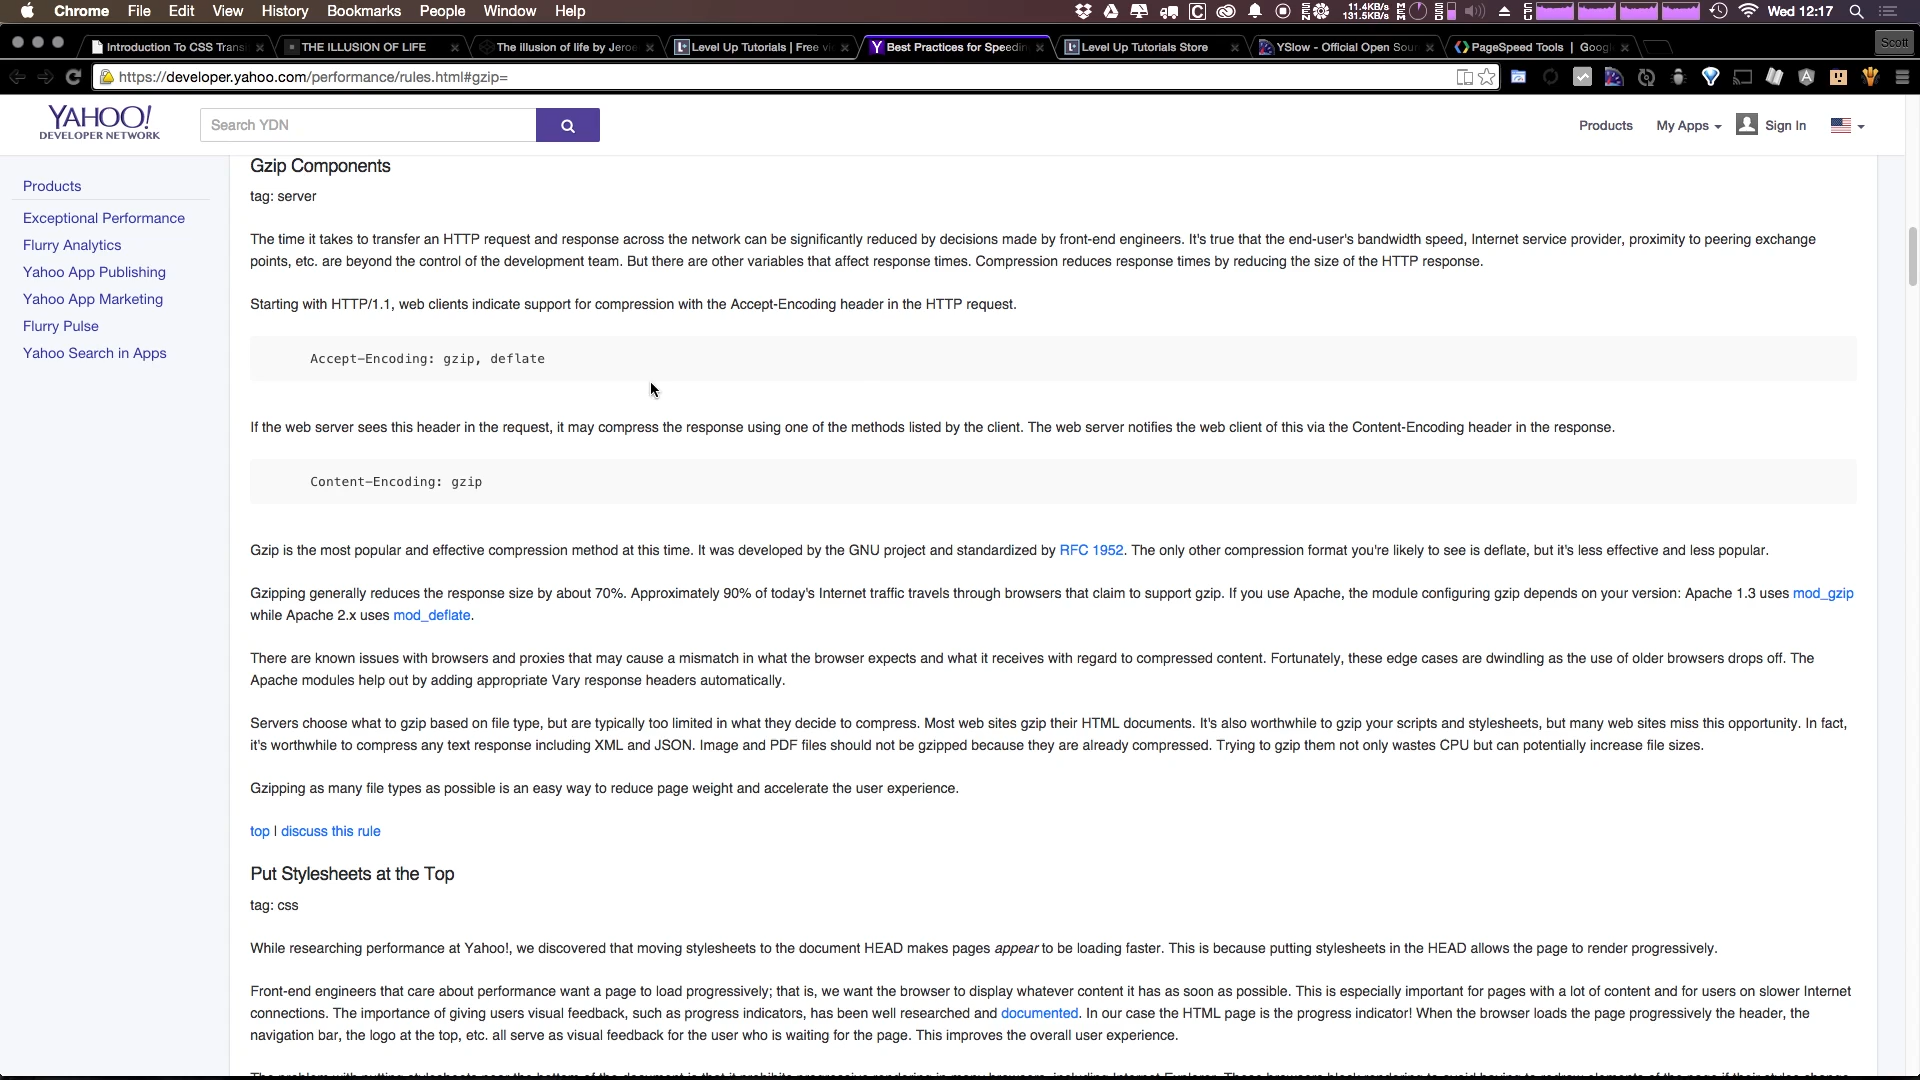 Chrome File Edit View History Bookmarks People Window Help
11.4KB/s
131.5KB/s
Wed 12:17
Introduction To CSS Trans
THE ILLUSION OF LIFE
The illusion of life by Jeroe
Level Up Tutorials | Free vi
Best Practices for Speeding
Level Up Tutorials Store
YSlow - Official Open Sour
PageSpeed Tools | Googl
Scott
https://developer.yahoo.com/performance/rules.html#gzip=
YAHOO!
DEVELOPER NETWORK
Search YDN
Products My Apps Sign In
Products
Exceptional Performance
Flurry Analytics
Yahoo App Publishing
Yahoo App Marketing
Flurry Pulse
Yahoo Search in Apps
Gzip Components
tag: server
The time it takes to transfer an HTTP request and response across the network can be significantly reduced by decisions made by front-end engineers. It's true that the end-user's bandwidth speed, Internet service provider, proximity to peering exchange
points, etc. are beyond the control of the development team. But there are other variables that affect response times. Compression reduces response times by reducing the size of the HTTP response.
Starting with HTTP/1.1, web clients indicate support for compression with the Accept-Encoding header in the HTTP request.
Accept-Encoding: gzip, deflate
If the web server sees this header in the request, it may compress the response using one of the methods listed by the client. The web server notifies the web client of this via the Content-Encoding header in the response.
Content-Encoding: gzip
Gzip is the most popular and effective compression method at this time. It was developed by the GNU project and standardized by RFC 1952. The only other compression format you're likely to see is deflate, but it's less effective and less popular.
Gzipping generally reduces the response size by about 70%. Approximately 90% of today's Internet traffic travels through browsers that claim to support gzip. If you use Apache, the module configuring gzip depends on your version: Apache 1.3 uses mod_gzip
while Apache 2.x uses mod_deflate.
There are known issues with browsers and proxies that may cause a mismatch in what the browser expects and what it receives with regard to compressed content. Fortunately, these edge cases are dwindling as the use of older browsers drops off. The
Apache modules help out by adding appropriate Vary response headers automatically.
Servers choose what to gzip based on file type, but are typically too limited in what they decide to compress. Most web sites gzip their HTML documents. It's also worthwhile to gzip your scripts and stylesheets, but many web sites miss this opportunity. In fact,
it's worthwhile to compress any text response including XML and JSON. Image and PDF files should not be gzipped because they are already compressed. Trying to gzip them not only wastes CPU but can potentially increase file sizes.
Gzipping as many file types as possible is an easy way to reduce page weight and accelerate the user experience.
top | discuss this rule
Put Stylesheets at the Top
tag: css
While researching performance at Yahoo!, we discovered that moving stylesheets to the document HEAD makes pages appear to be loading faster. This is because putting stylesheets in the HEAD allows the page to render progressively.
Front-end engineers that care about performance want a page to load progressively; that is, we want the browser to display whatever content it has as soon as possible. This is especially important for pages with a lot of content and for users on slower Internet
connections. The importance of giving users visual feedback, such as progress indicators, has been well researched and documented. In our case the HTML page is the progress indicator! When the browser loads the page progressively the header, the
navigation bar, the logo at the top, etc. all serve as visual feedback for the user who is waiting for the page. This improves the overall user experience.